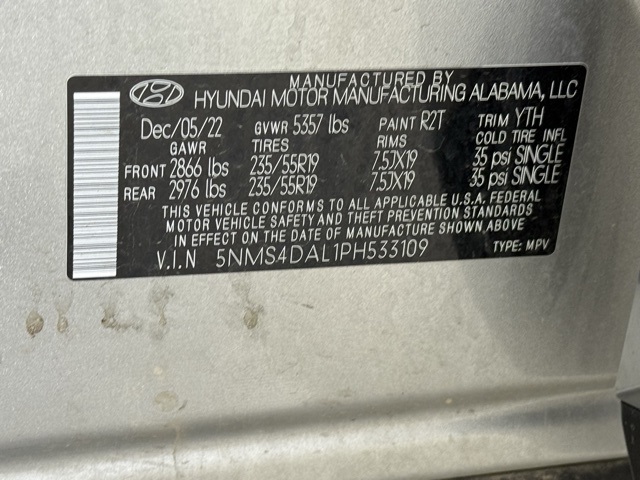 MANUFACTURED BY
HYUNDAI MOTOR MANUFACTURING ALABAMA, LLC
Dec/05/22 GVWR 5357 lbs PAINT R2T TRIM YTH
GAWR TIRES RIMS COLD TIRE INFL
FRONT 2866 lbs 235/55R19 7.5JX19 35 psi SINGLE
REAR 2976 lbs 235/55R19 7.5JX19 35 psi SINGLE
THIS VEHICLE CONFORMS TO ALL APPLICABLE U.S.A. FEDERAL
MOTOR VEHICLE SAFETY AND THEFT PREVENTION STANDARDS
IN EFFECT ON THE DATE OF MANUFACTURE SHOWN ABOVE.
V.I.N 5NMS4DAL1PH533109 TYPE: MPV